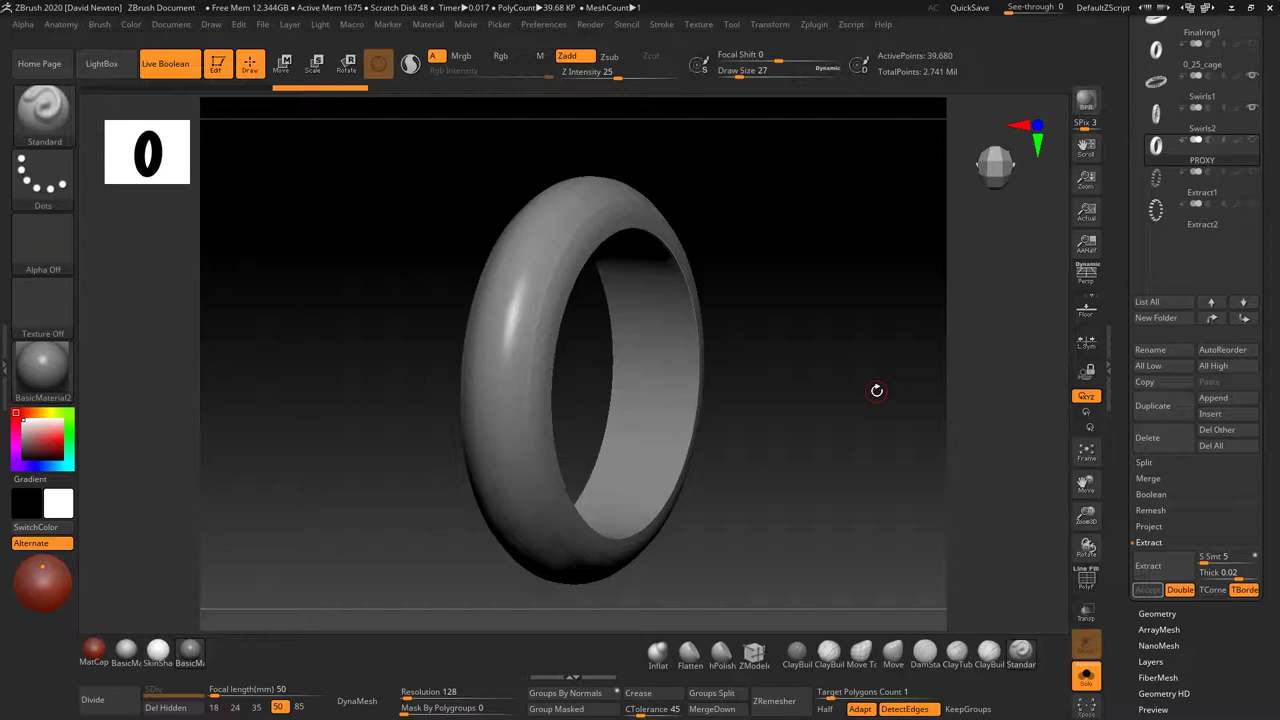 ZBrush 2020 [David Newton] ZBrush Document • Free Mem 12.344GB • Active Mem 1675 • Scratch Disk 48 • Timer▶0.017 • PolyCount▶39.68 KP • MeshCount▶1 AC QuickSave See-through 0 DefaultZScript
Alpha Anatomy Brush Color Document Draw Edit File Layer Light Macro Marker Material Movie Picker Preferences Render Stencil Stroke Texture Tool Transform Zplugin Zscript Help
Home Page LightBox Live Boolean Edit Draw Move Scale Rotate A Mrgb Rgb M Zadd Zsub Zcut Focal Shift 0 ActivePoints: 39,680
Rgb Intensity Z Intensity 25 Draw Size 27 Dynamic TotalPoints: 2.741 Mil
Standard
Dots
Alpha Off
Texture Off
BasicMaterial2
Gradient
SwitchColor
Alternate
BPR
SPix 3
Scroll
Zoom
Actual
AAHalf
Dynamic
Persp
Floor
L.Sym
XYZ
Frame
Move
Zoom3D
Rotate
Line Fill
PolyF
Transp
Solo
Xpose
Finalring1
0_25_cage
Swirls1
Swirls2
PROXY
Extract1
Extract2
List All
New Folder
Rename AutoReorder
All Low All High
Copy Paste
Duplicate Append
Insert
Delete Del Other
Del All
Split
Merge
Boolean
Remesh
Project
Extract
Extract S Smt 5
Thick 0.02
Accept Double TCorne TBorde
Geometry
ArrayMesh
NanoMesh
Layers
FiberMesh
Geometry HD
Preview
MatCap BasicMa SkinSha BasicMa Inflat Flatten hPolish ZModele ClayBuil ClayBuil Move To Move DamSta ClayTub ClayBuil Standar
Divide SDiv Focal length(mm) 50 DynaMesh Resolution 128 Groups By Normals Crease Groups Split ZRemesher Target Polygons Count 1
Del Hidden 18 24 35 50 85 Mask By Polygroups 0 Group Masked CTolerance 45 MergeDown Half Adapt DetectEdges KeepGroups